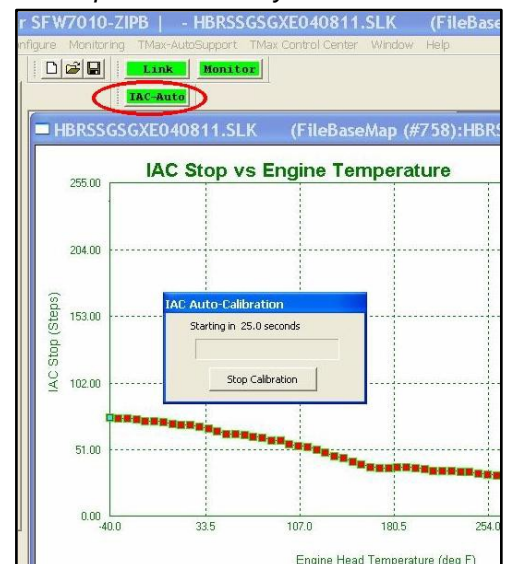 r SFW7010-ZIPB | - HBRSSGSGXE040811.SLK (FileBase
nfigure Monitoring TMax-AutoSupport TMax Control Center Window Help
Link Monitor
IAC-Auto
HBRSSGSGXE040811.SLK (FileBaseMap (#758):HBRS
IAC Stop vs Engine Temperature
255.00
204.00
153.00
102.00
51.00
0.00
IAC Stop (Steps)
IAC Auto-Calibration
Starting in 25.0 seconds
Stop Calibration
-40.0 33.5 107.0 180.5 254.0
Engine Head Temperature (deg F)